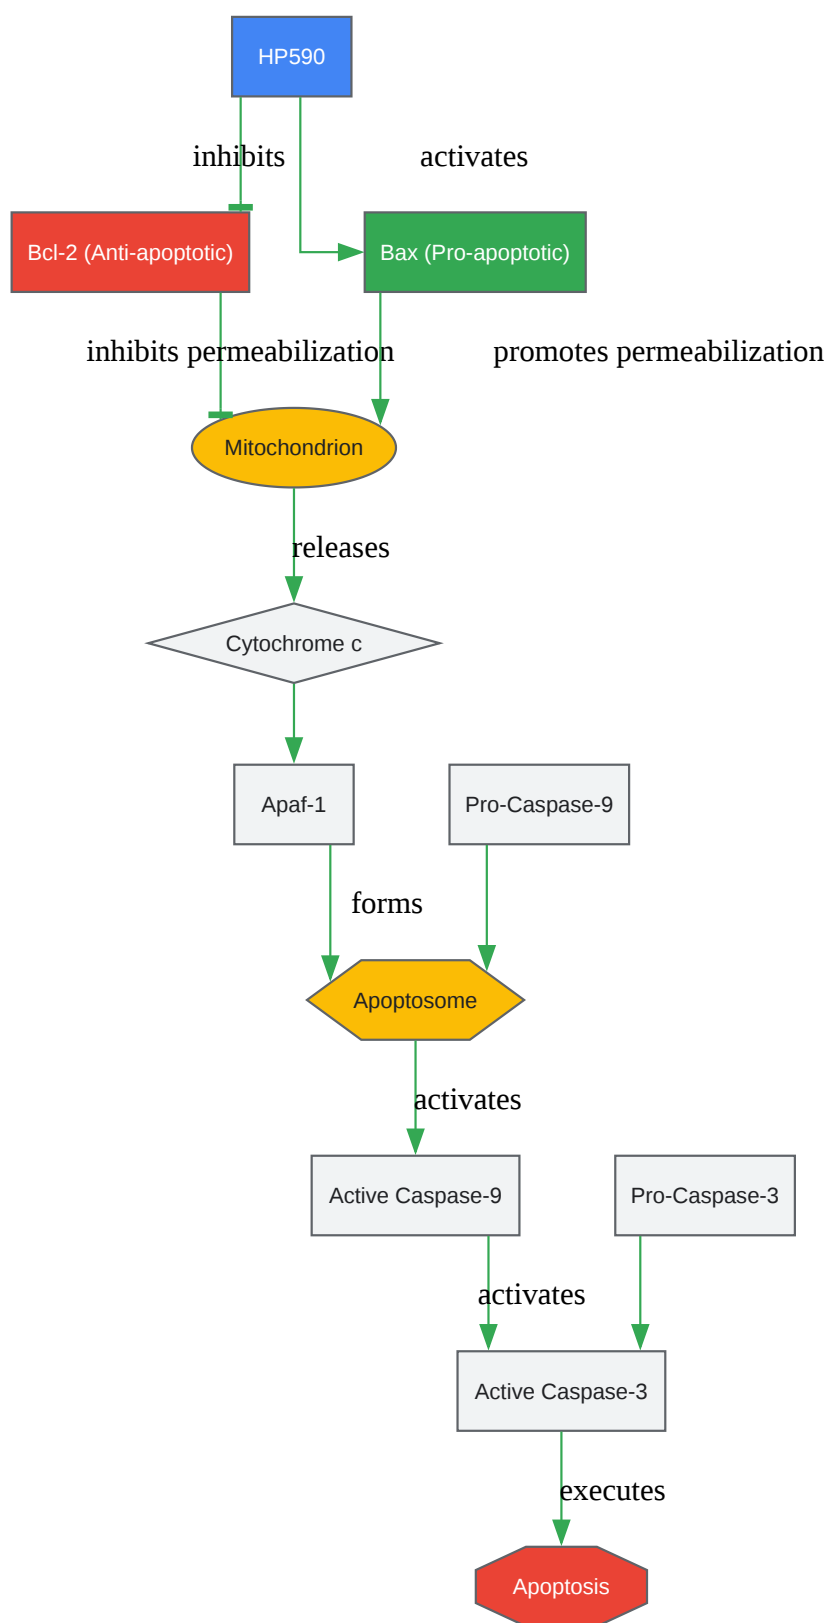 HP590
inhibits
activates
Bcl-2 (Anti-apoptotic)
Bax (Pro-apoptotic)
inhibits permeabilization
promotes permeabilization
Mitochondrion
releases
Cytochrome c
Apaf-1
Pro-Caspase-9
forms
Apoptosome
activates
Active Caspase-9
Pro-Caspase-3
activates
Active Caspase-3
executes
Apoptosis